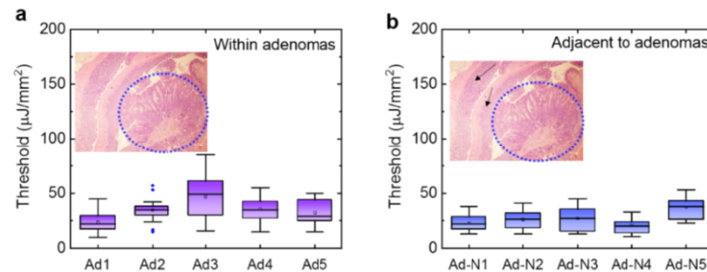 a
Within adenomas
Threshold (μJ/mm²)
200
150
100
50
0
Ad1 Ad2 Ad3 Ad4 Ad5
b
Adjacent to adenomas
Threshold (μJ/mm²)
200
150
100
50
0
Ad-N1 Ad-N2 Ad-N3 Ad-N4 Ad-N5